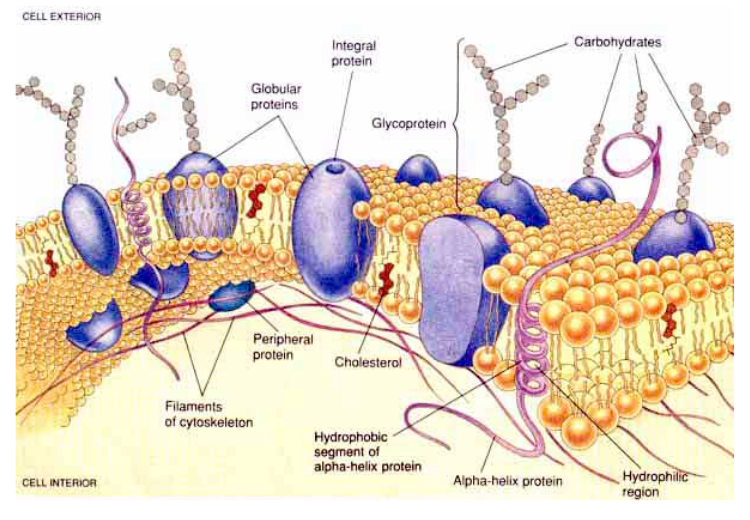 CELL EXTERIOR
Integral
protein
Carbohydrates
Globular
proteins
Glycoprotein
Peripheral
protein
Cholesterol
Filaments
of cytoskeleton
Hydrophobic
segment of
alpha-helix protein
Alpha-helix protein
Hydrophilic
region
CELL INTERIOR